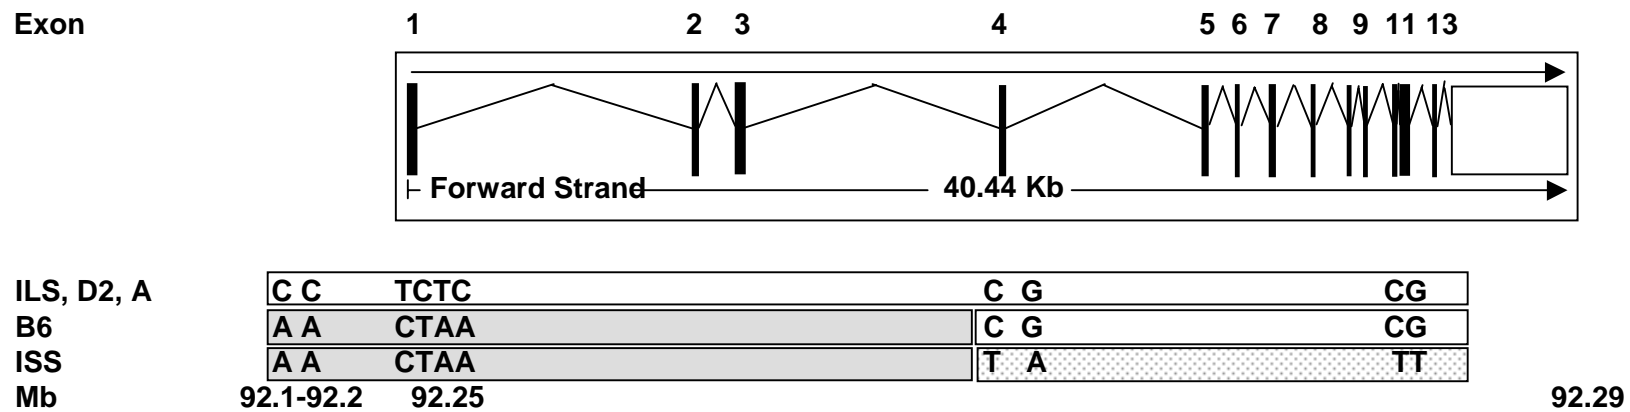 Exon 1 2 3 4 5 6 7 8 9 11 13
Forward Strand 40.44 Kb
ILS, D2, A C C TCTC C G CG
B6 A A CTAA C G CG
ISS A A CTAA T A TT
Mb 92.1-92.2 92.25 92.29